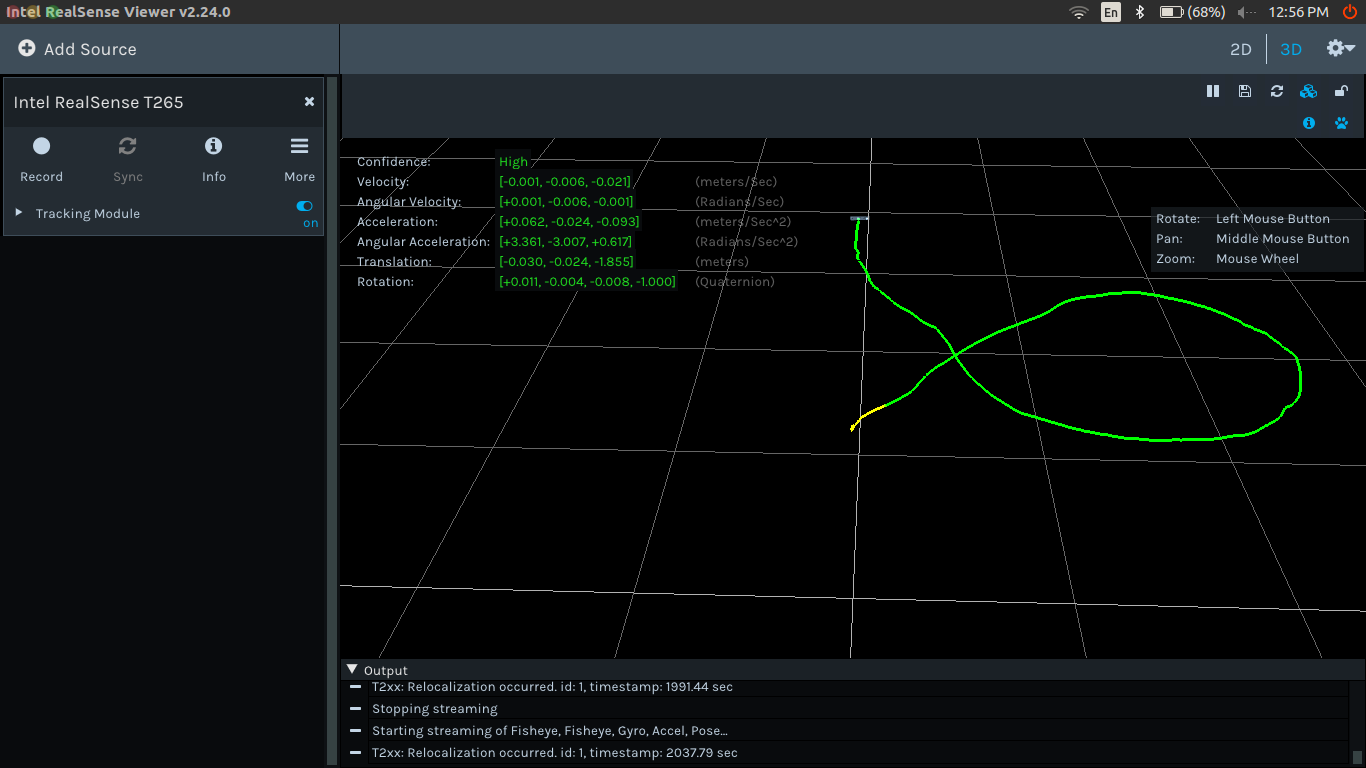 Intel RealSense Viewer v2.24.0
En
(68%)
12:56 PM
Add Source
2D
3D
Intel RealSense T265
Record
Sync
Info
More
Tracking Module
on
Confidence: High
Velocity: [-0.001, -0.006, -0.021] (meters/Sec)
Angular Velocity: [+0.001, -0.006, -0.001] (Radians/Sec)
Acceleration: [+0.062, -0.024, -0.093] (meters/Sec^2)
Angular Acceleration: [+3.361, -3.007, +0.617] (Radians/Sec^2)
Translation: [-0.030, -0.024, -1.855] (meters)
Rotation: [+0.011, -0.004, -0.008, -1.000] (Quaternion)
Rotate: Left Mouse Button
Pan: Middle Mouse Button
Zoom: Mouse Wheel
Output
T2xx: Relocalization occurred. id: 1, timestamp: 1991.44 sec
Stopping streaming
Starting streaming of Fisheye, Fisheye, Gyro, Accel, Pose...
T2xx: Relocalization occurred. id: 1, timestamp: 2037.79 sec